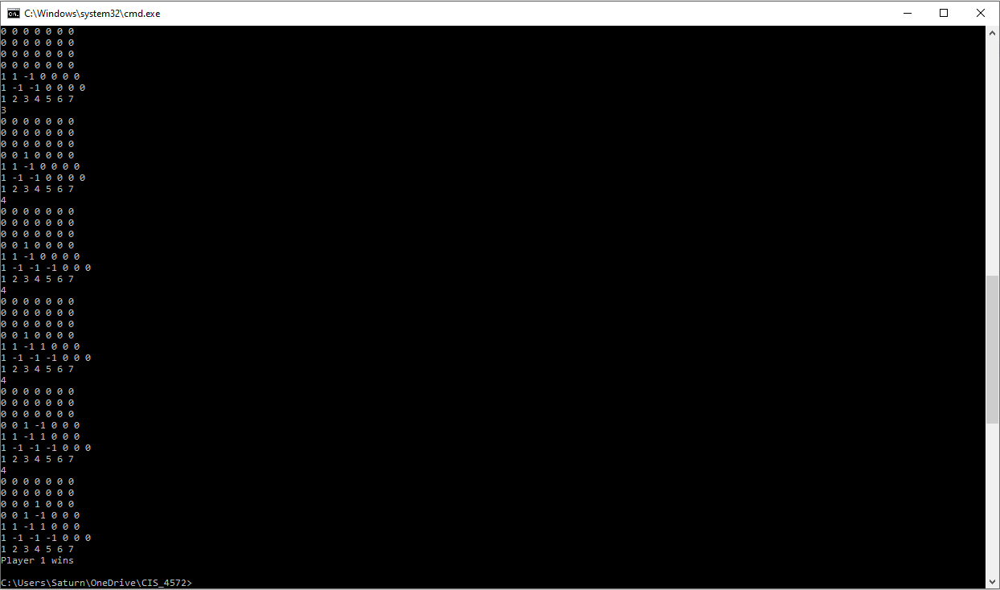 C:\Windows\system32\cmd.exe
0 0 0 0 0 0 0
0 0 0 0 0 0 0
0 0 0 0 0 0 0
0 0 0 0 0 0 0
1 1 -1 0 0 0 0
1 -1 -1 0 0 0 0
1 2 3 4 5 6 7
3
0 0 0 0 0 0 0
0 0 0 0 0 0 0
0 0 0 0 0 0 0
0 0 1 0 0 0 0
1 1 -1 0 0 0 0
1 -1 -1 0 0 0 0
1 2 3 4 5 6 7
4
0 0 0 0 0 0 0
0 0 0 0 0 0 0
0 0 0 0 0 0 0
0 0 1 0 0 0 0
1 1 -1 0 0 0 0
1 -1 -1 -1 0 0 0
1 2 3 4 5 6 7
4
0 0 0 0 0 0 0
0 0 0 0 0 0 0
0 0 0 0 0 0 0
0 0 1 0 0 0 0
1 1 -1 1 0 0 0
1 -1 -1 -1 0 0 0
1 2 3 4 5 6 7
4
0 0 0 0 0 0 0
0 0 0 0 0 0 0
0 0 0 0 0 0 0
0 0 1 -1 0 0 0
1 1 -1 1 0 0 0
1 -1 -1 -1 0 0 0
1 2 3 4 5 6 7
4
0 0 0 0 0 0 0
0 0 0 0 0 0 0
0 0 0 1 0 0 0
0 0 1 -1 0 0 0
1 1 -1 1 0 0 0
1 -1 -1 -1 0 0 0
1 2 3 4 5 6 7
Player 1 wins
C:\Users\Saturn\OneDrive\CIS_4572>